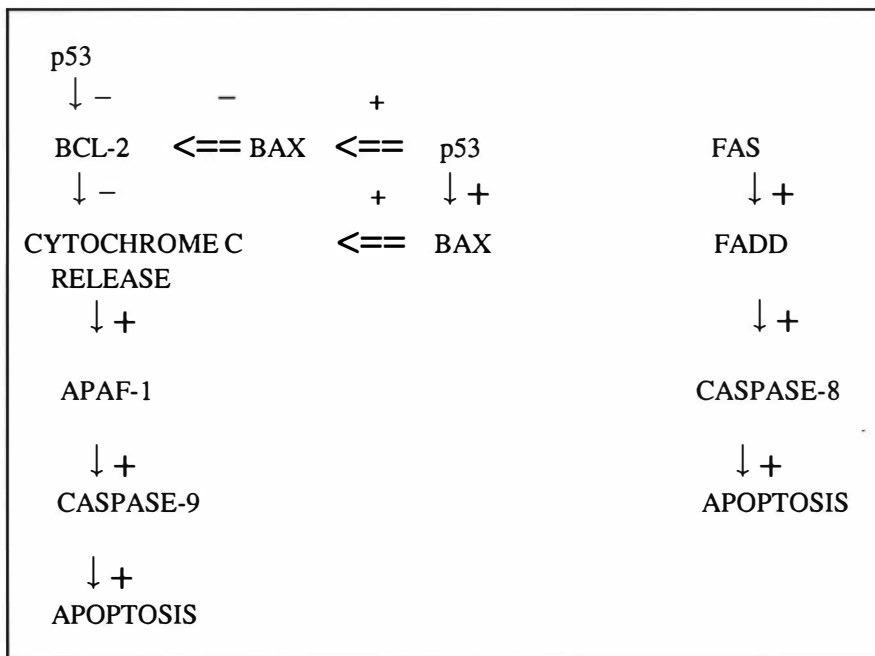 p53
↓ − − +
BCL-2 <== BAX <== p53 FAS
↓ − + ↓ + ↓ +
CYTOCHROME C <== BAX FADD
RELEASE
↓ + ↓ +
APAF-1 CASPASE-8
↓ + ↓ +
CASPASE-9 APOPTOSIS
↓ +
APOPTOSIS